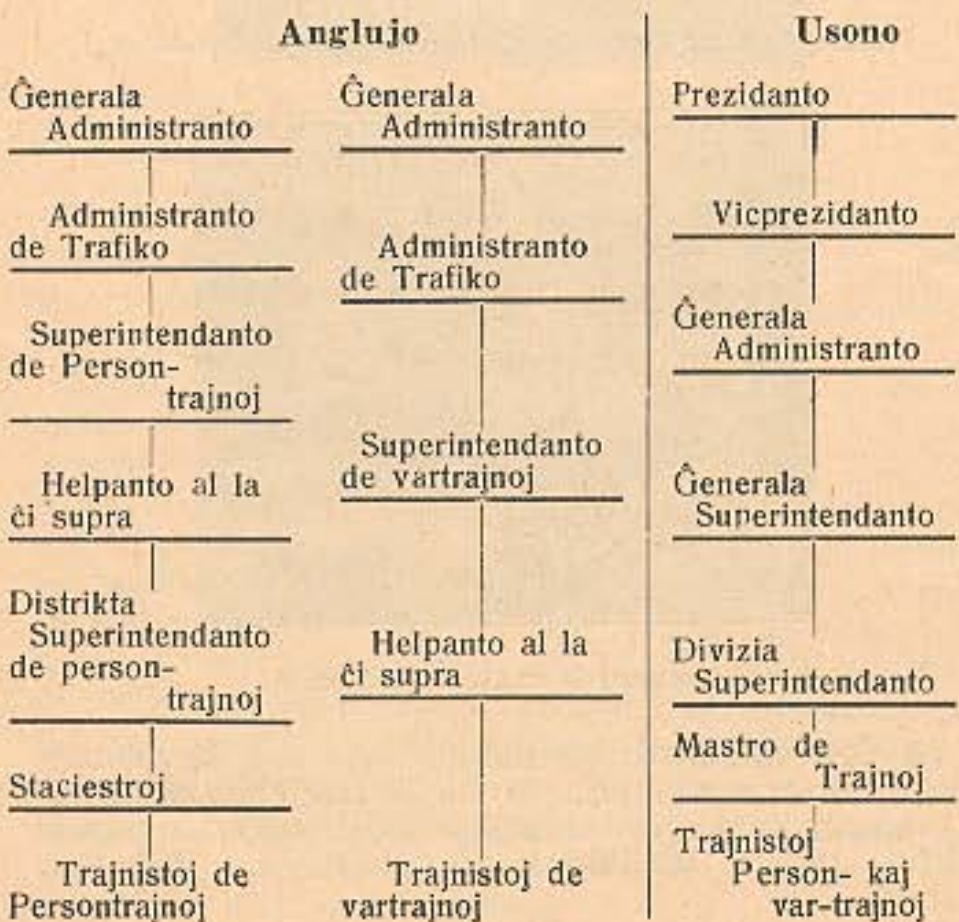 Anglujo
Ĝenerala
Administranto
Administranto
de Trafiko
Superintendanto
de Person-
trajnoj
Helpanto al la
ĉi supra
Distrikta
Superintendanto
de person-
trajnoj
Staciestroj
Trajnistoj de
Persontrajnoj
Ĝenerala
Administranto
Administranto
de Trafiko
Superintendanto
de vartrajnoj
Helpanto al la
ĉi supra
Trajnistoj de
vartrajnoj
Usono
Prezidanto
Vicprezidanto
Ĝenerala
Administranto
Ĝenerala
Superintendanto
Divizia
Superintendanto
Mastro de
Trajnoj
Trajnistoj
Person- kaj
var-trajnoj